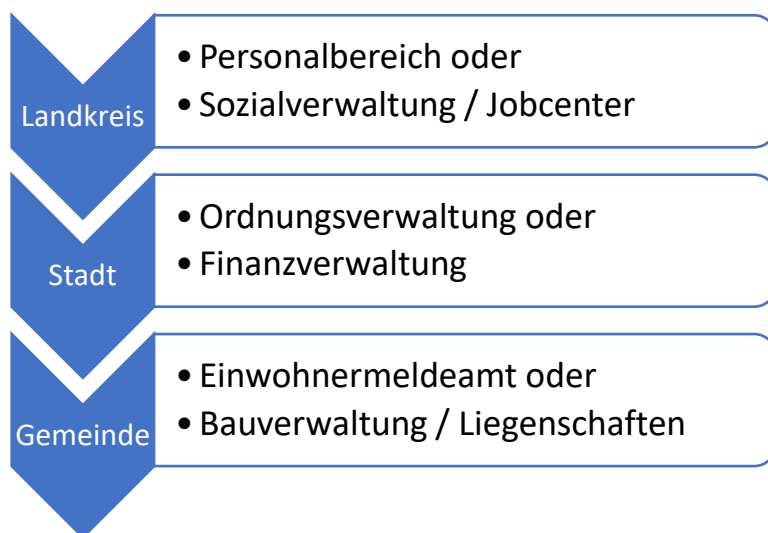 Landkreis
• Personalbereich oder
• Sozialverwaltung / Jobcenter
Stadt
• Ordnungsverwaltung oder
• Finanzverwaltung
Gemeinde
• Einwohnermeldeamt oder
• Bauverwaltung / Liegenschaften